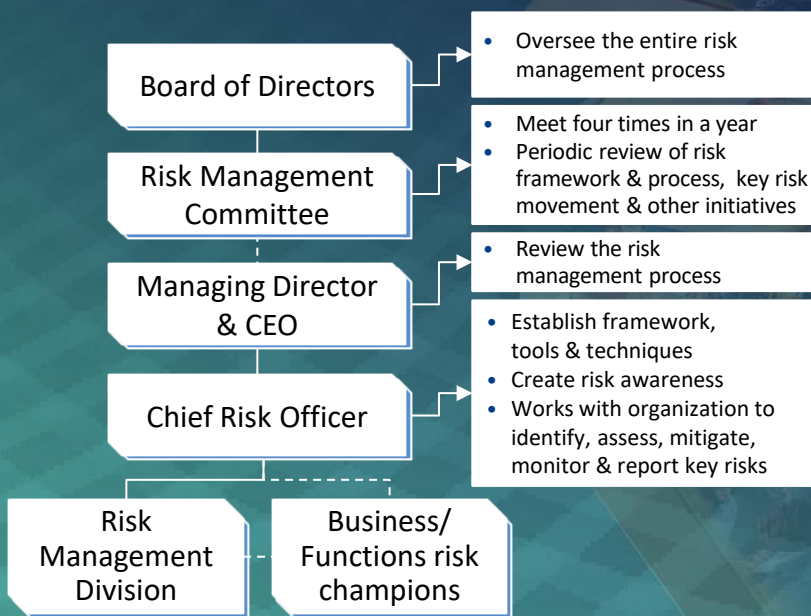 Board of Directors
• Oversee the entire risk
management process
Risk Management
Committee
• Meet four times in a year
• Periodic review of risk
framework & process, key risk
movement & other initiatives
Managing Director
& CEO
• Review the risk
management process
Chief Risk Officer
• Establish framework,
tools & techniques
• Create risk awareness
• Works with organization to
identify, assess, mitigate,
monitor & report key risks
Risk
Management
Division
Business/
Functions risk
champions